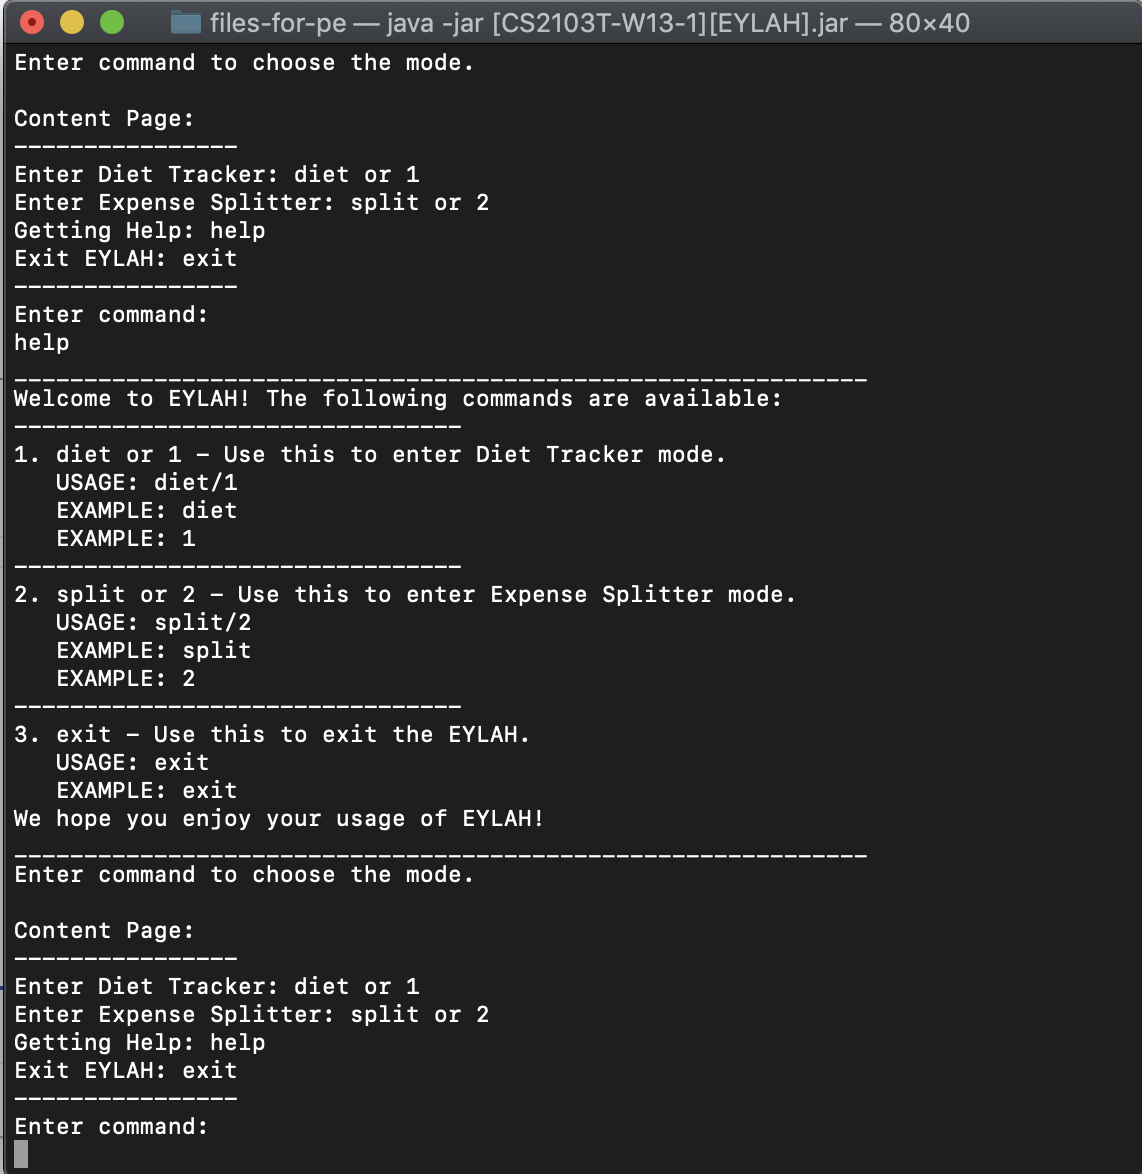 files-for-pe — java -jar [CS2103T-W13-1][EYLAH].jar — 80×40
Enter command to choose the mode.
Content Page:
----------------
Enter Diet Tracker: diet or 1
Enter Expense Splitter: split or 2
Getting Help: help
Exit EYLAH: exit
----------------
Enter command:
help
_____________________________________________________________
Welcome to EYLAH! The following commands are available:
--------------------------------
1. diet or 1 - Use this to enter Diet Tracker mode.
   USAGE: diet/1
   EXAMPLE: diet
   EXAMPLE: 1
--------------------------------
2. split or 2 - Use this to enter Expense Splitter mode.
   USAGE: split/2
   EXAMPLE: split
   EXAMPLE: 2
--------------------------------
3. exit - Use this to exit the EYLAH.
   USAGE: exit
   EXAMPLE: exit
We hope you enjoy your usage of EYLAH!
_____________________________________________________________
Enter command to choose the mode.
Content Page:
----------------
Enter Diet Tracker: diet or 1
Enter Expense Splitter: split or 2
Getting Help: help
Exit EYLAH: exit
----------------
Enter command: